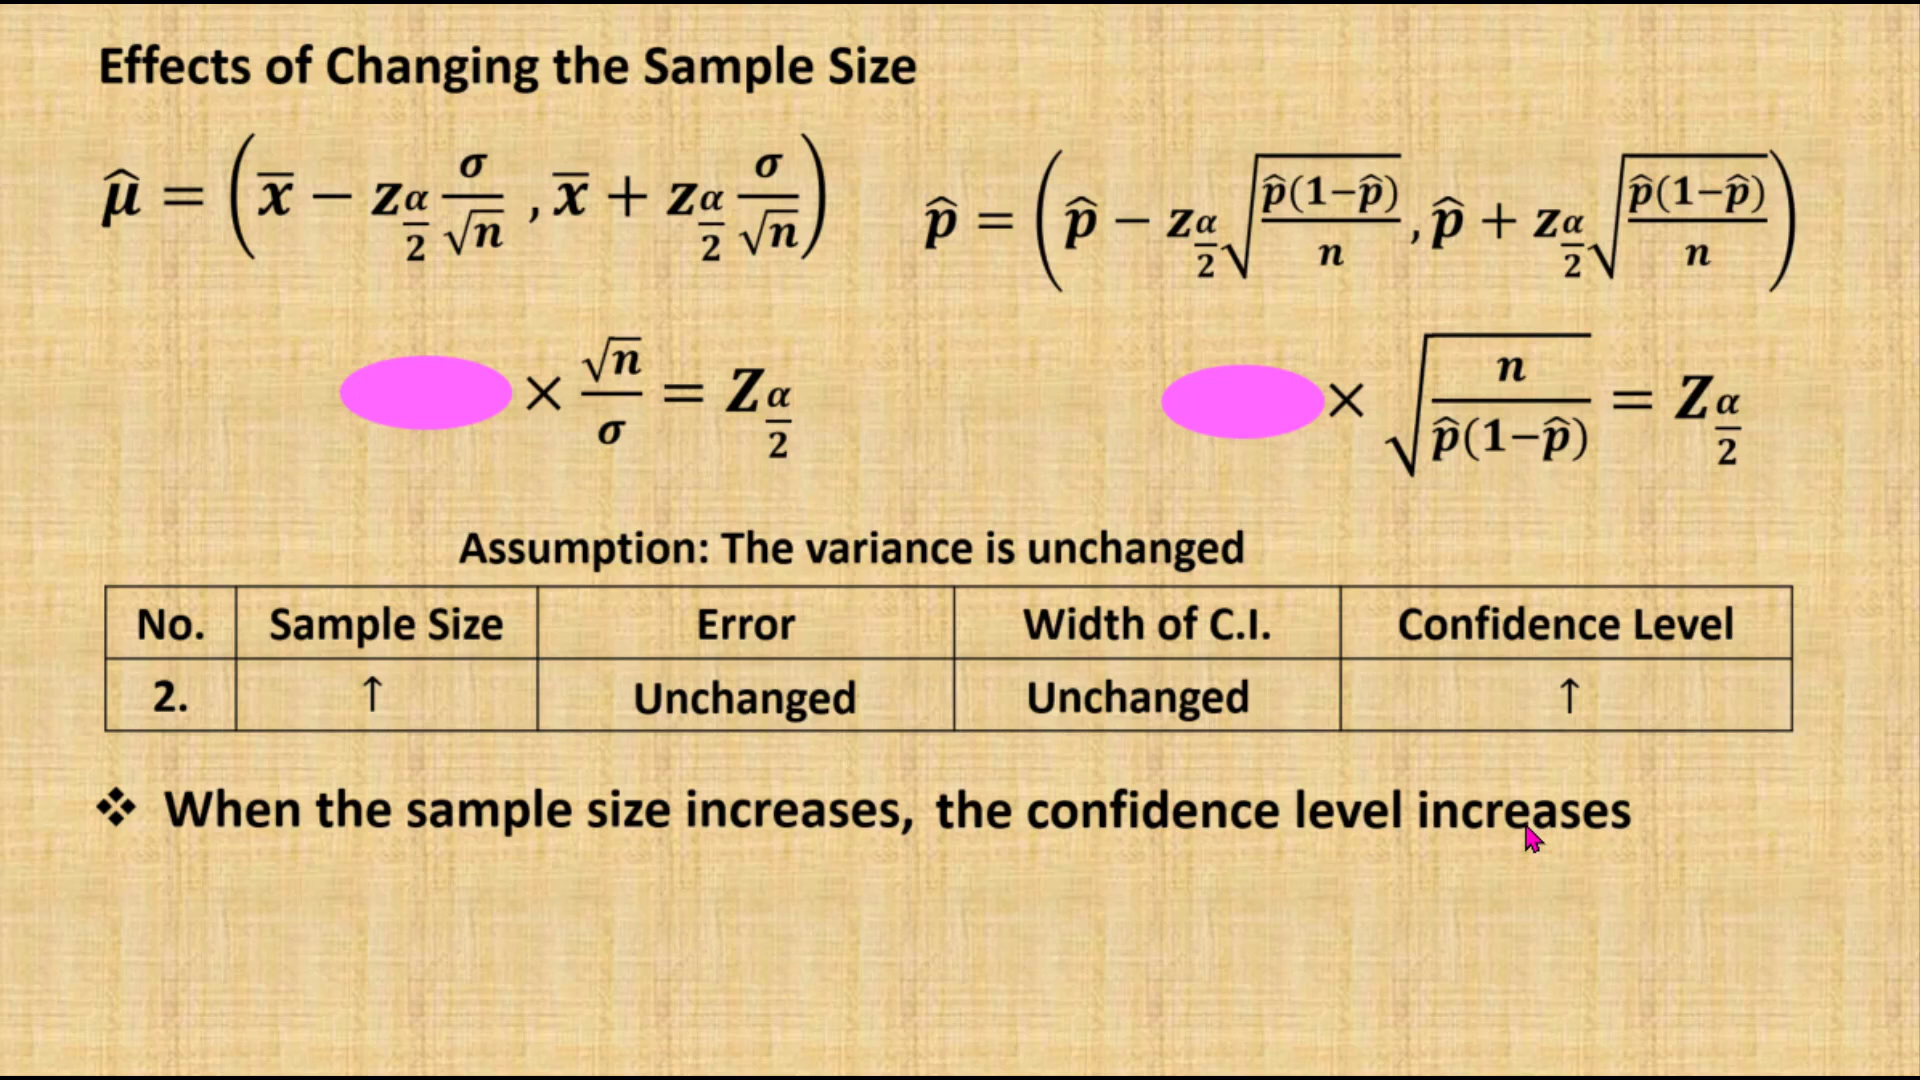 Effects of Changing the Sample Size
μ̂ = (x̅ − z_{α/2} σ/√n , x̅ + z_{α/2} σ/√n)
p̂ = (p̂ − z_{α/2} √(p̂(1−p̂)/n) , p̂ + z_{α/2} √(p̂(1−p̂)/n))
× √n/σ = Z_{α/2}
× √(n/(p̂(1−p̂))) = Z_{α/2}
Assumption: The variance is unchanged
No. Sample Size Error Width of C.I. Confidence Level
2. ↑ Unchanged Unchanged ↑
❖ When the sample size increases, the confidence level increases